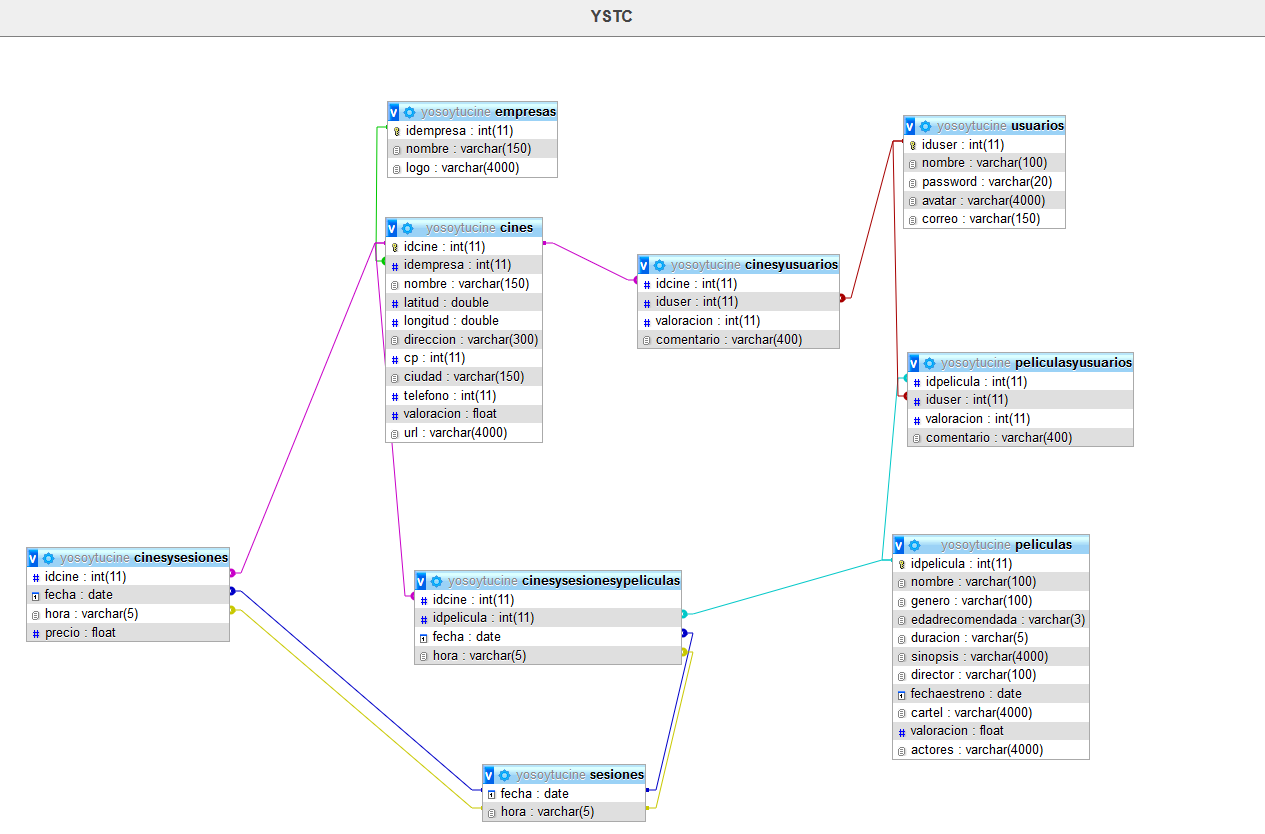 YSTC
yosoytucine empresas
idempresa : int(11)
nombre : varchar(150)
logo : varchar(4000)
yosoytucine usuarios
iduser : int(11)
nombre : varchar(100)
password : varchar(20)
avatar : varchar(4000)
correo : varchar(150)
yosoytucine cines
idcine : int(11)
idempresa : int(11)
nombre : varchar(150)
latitud : double
longitud : double
direccion : varchar(300)
cp : int(11)
ciudad : varchar(150)
telefono : int(11)
valoracion : float
url : varchar(4000)
yosoytucine cinesyusuarios
idcine : int(11)
iduser : int(11)
valoracion : int(11)
comentario : varchar(400)
yosoytucine peliculasyusuarios
idpelicula : int(11)
iduser : int(11)
valoracion : int(11)
comentario : varchar(400)
yosoytucine cinesysesiones
idcine : int(11)
fecha : date
hora : varchar(5)
precio : float
yosoytucine cinesysesionesypeliculas
idcine : int(11)
idpelicula : int(11)
fecha : date
hora : varchar(5)
yosoytucine peliculas
idpelicula : int(11)
nombre : varchar(100)
genero : varchar(100)
edadrecomendada : varchar(3)
duracion : varchar(5)
sinopsis : varchar(4000)
director : varchar(100)
fechaestreno : date
cartel : varchar(4000)
valoracion : float
actores : varchar(4000)
yosoytucine sesiones
fecha : date
hora : varchar(5)